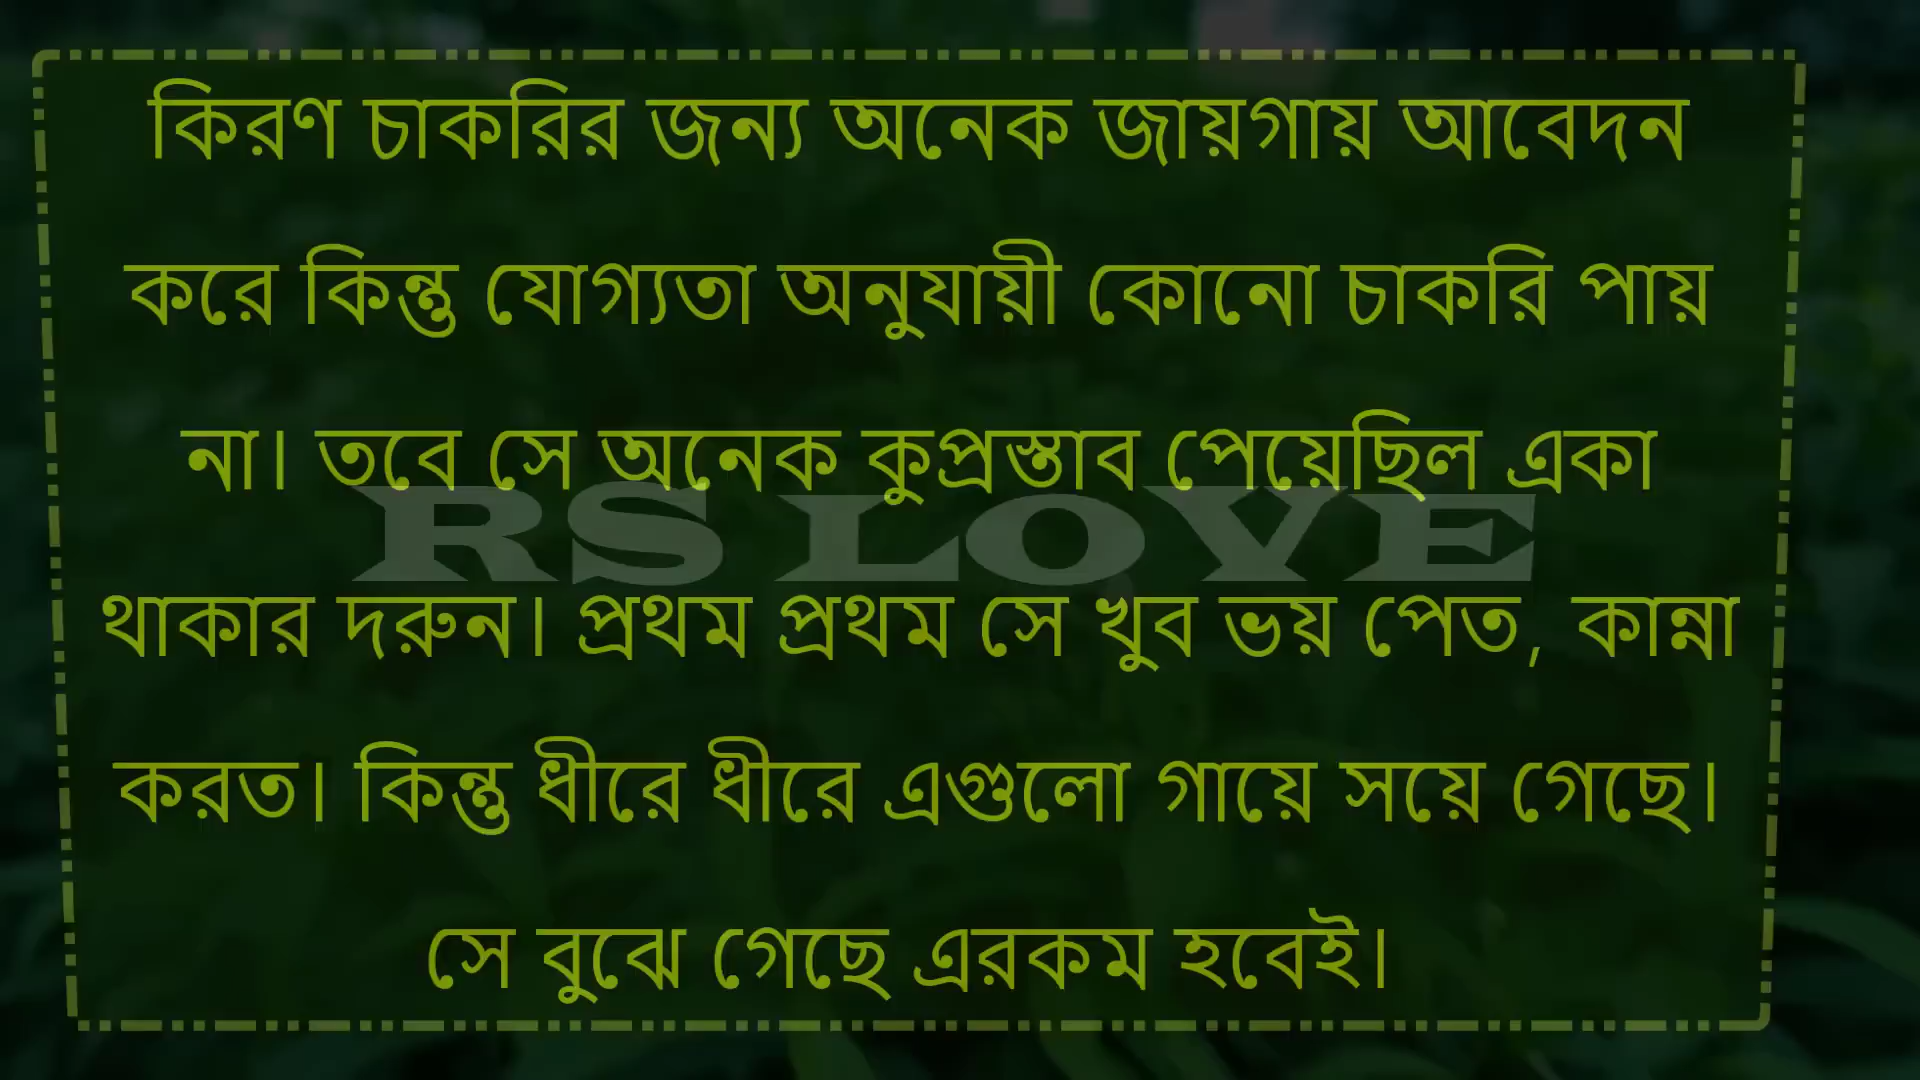 কিরণ চাকরির জন্য অনেক জায়গায় আবেদন
করে কিন্তু যোগ্যতা অনুযায়ী কোনো চাকরি পায়
না। তবে সে অনেক কুপ্রস্তাব পেয়েছিল একা
RS LOVE
থাকার দরুন। প্রথম প্রথম সে খুব ভয় পেত, কান্না
করত। কিন্তু ধীরে ধীরে এগুলো গায়ে সয়ে গেছে।
সে বুঝে গেছে এরকম হবেই।